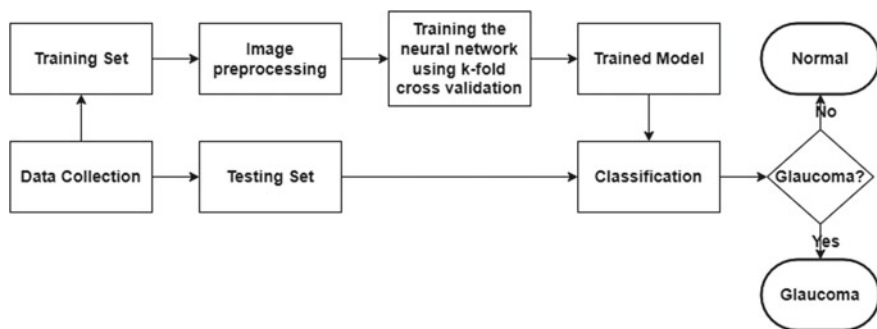 Training Set
Image
preprocessing
Training the
neural network
using k-fold
cross validation
Trained Model
Normal
No
Data Collection
Testing Set
Classification
Glaucoma?
Yes
Glaucoma